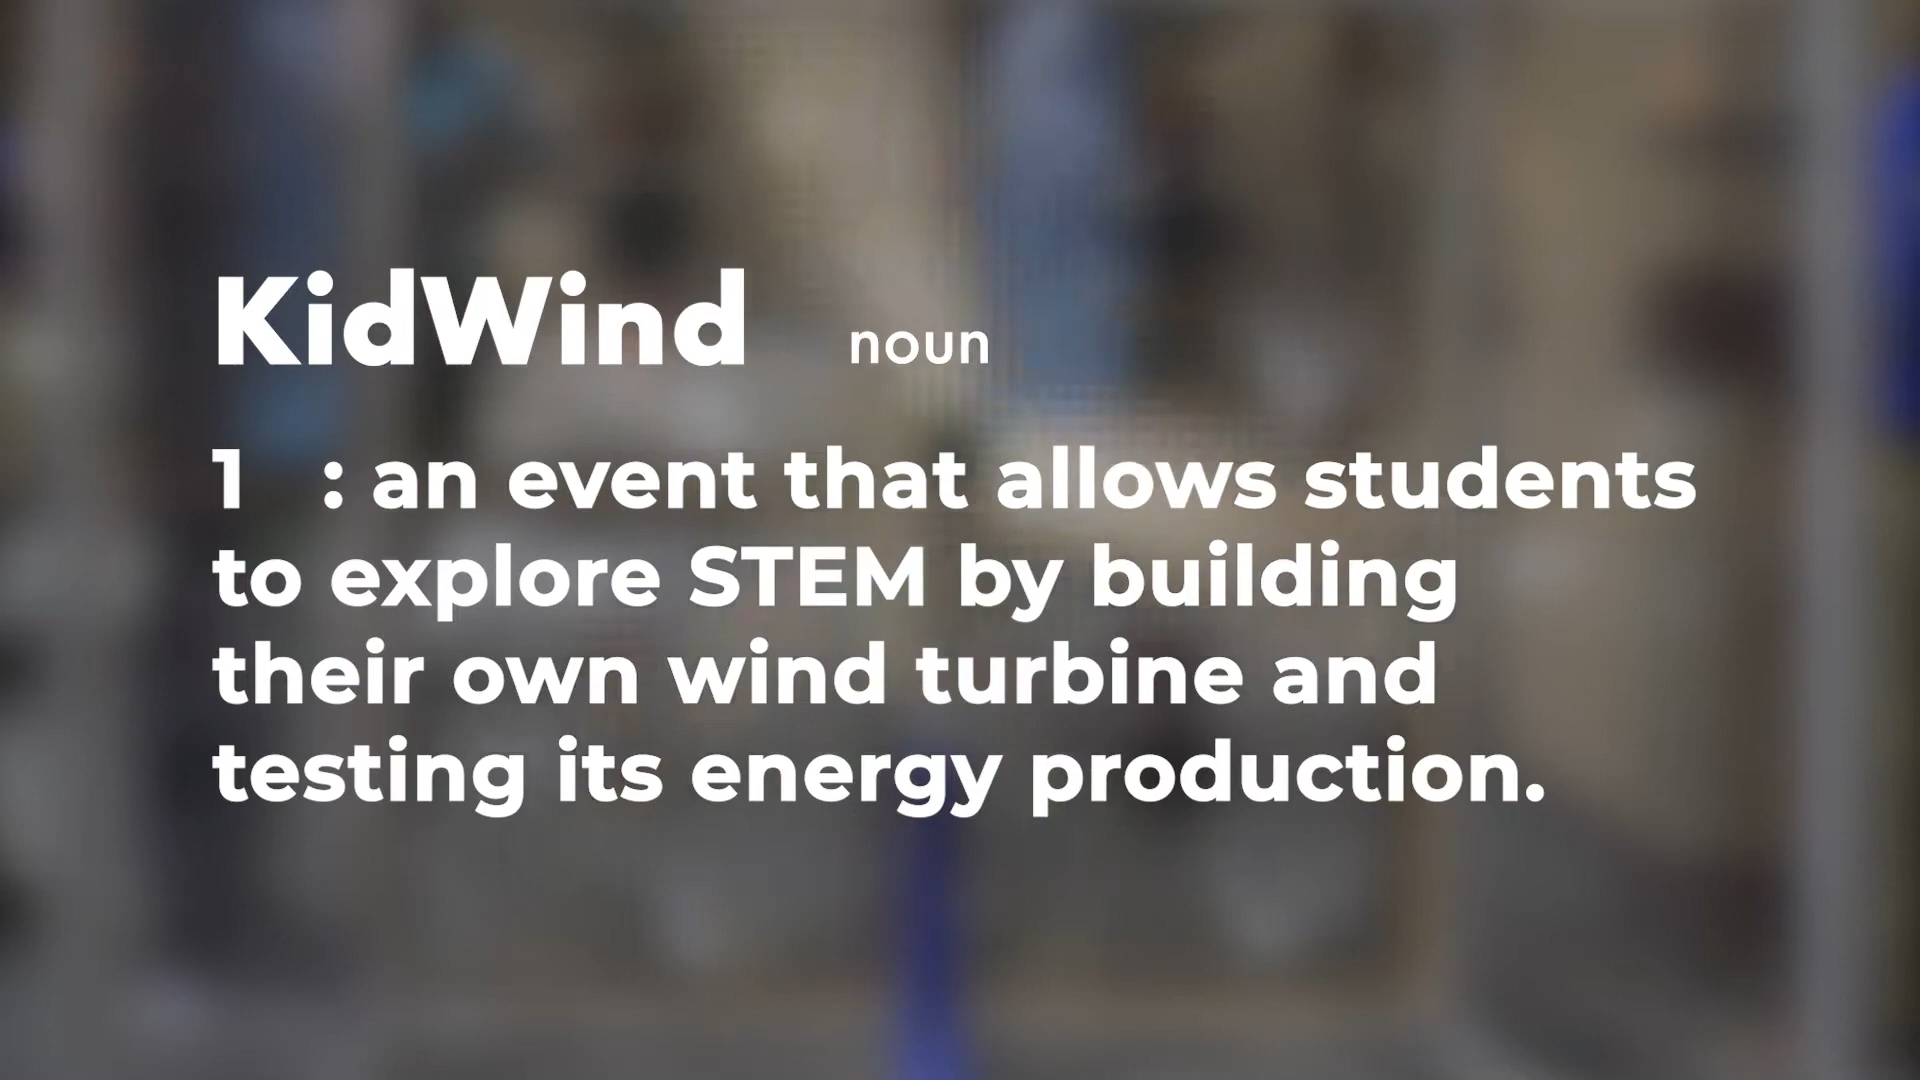 KidWind noun
1 : an event that allows students
to explore STEM by building
their own wind turbine and
testing its energy production.